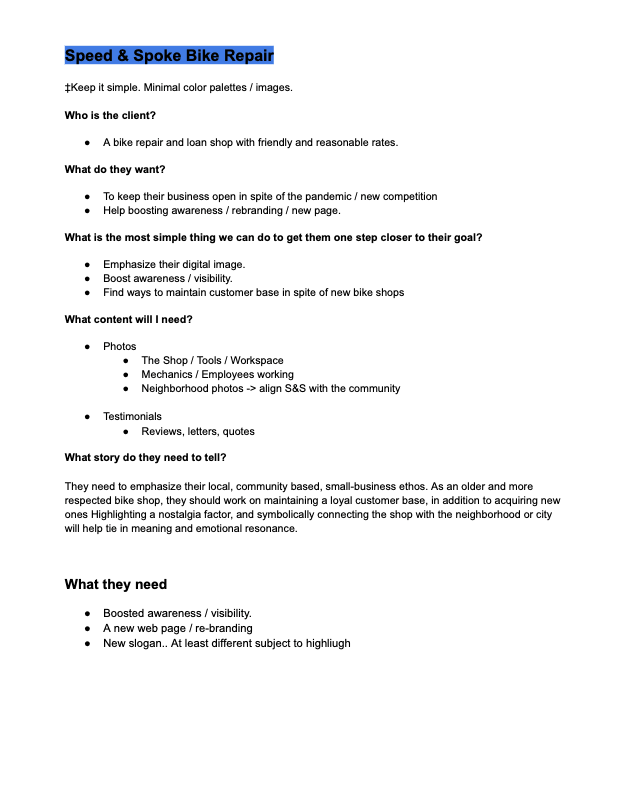 Speed & Spoke Bike Repair
‡Keep it simple. Minimal color palettes / images.
Who is the client?
● A bike repair and loan shop with friendly and reasonable rates.
What do they want?
● To keep their business open in spite of the pandemic / new competition
● Help boosting awareness / rebranding / new page.
What is the most simple thing we can do to get them one step closer to their goal?
● Emphasize their digital image.
● Boost awareness / visibility.
● Find ways to maintain customer base in spite of new bike shops
What content will I need?
● Photos
● The Shop / Tools / Workspace
● Mechanics / Employees working
● Neighborhood photos -> align S&S with the community
● Testimonials
● Reviews, letters, quotes
What story do they need to tell?
They need to emphasize their local, community based, small-business ethos. As an older and more
respected bike shop, they should work on maintaining a loyal customer base, in addition to acquiring new
ones Highlighting a nostalgia factor, and symbolically connecting the shop with the neighborhood or city
will help tie in meaning and emotional resonance.
What they need
● Boosted awareness / visibility.
● A new web page / re-branding
● New slogan.. At least different subject to highliugh